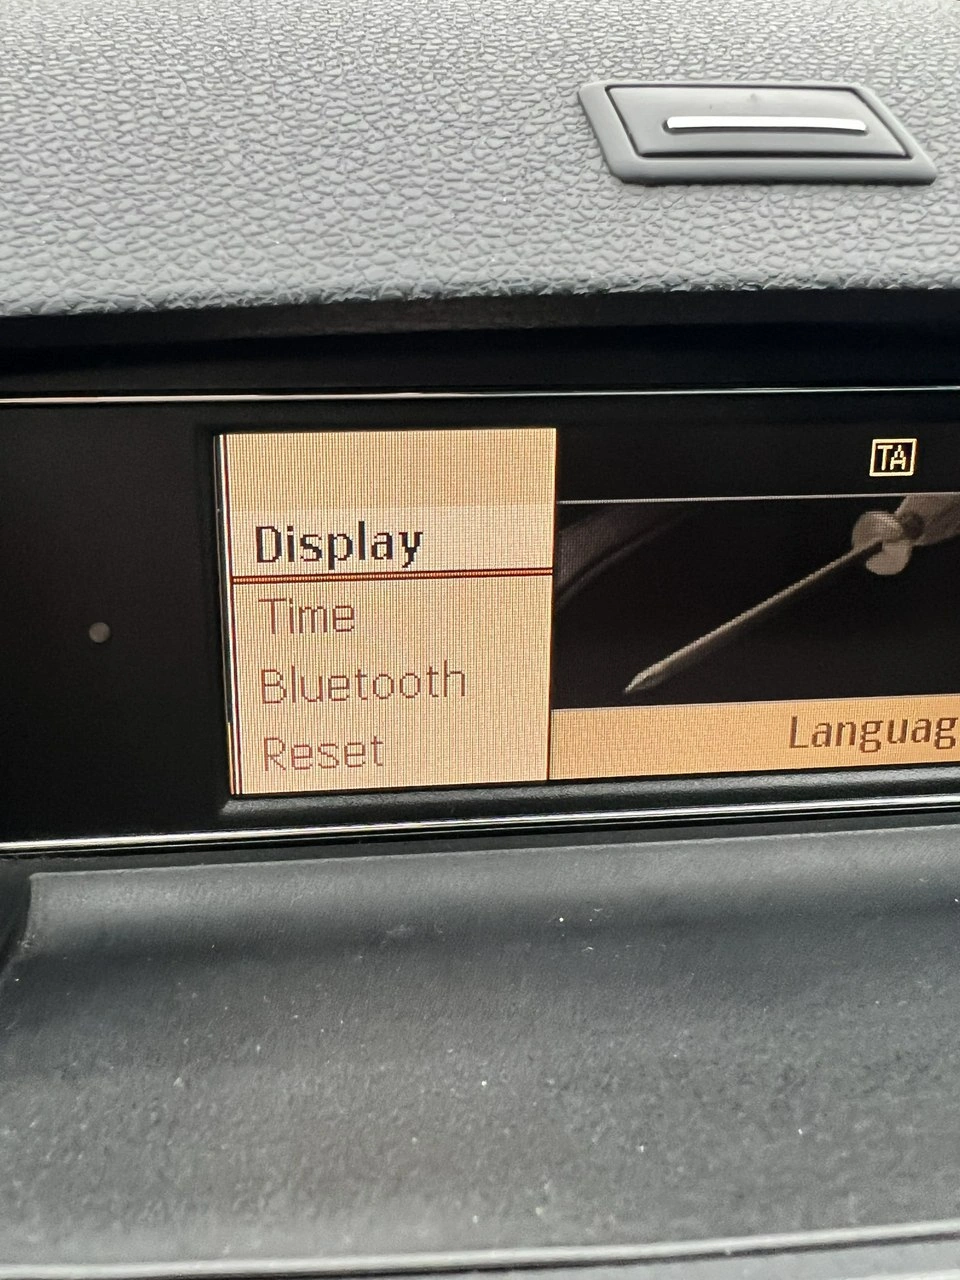 TA
Display
Time
Bluetooth
Reset
Languag